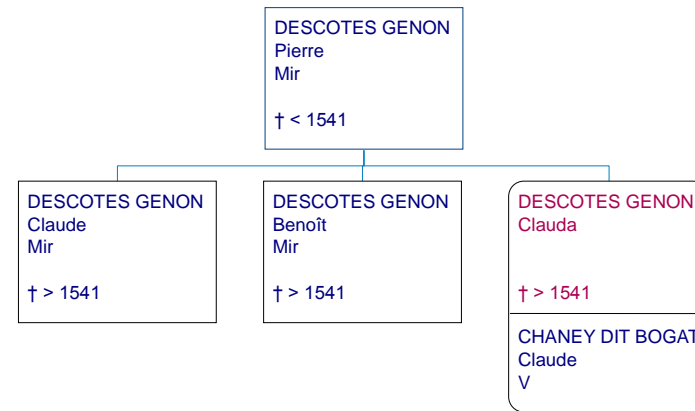 DESCOTES GENON
Pierre
Mir
† < 1541
DESCOTES GENON
Claude
Mir
† > 1541
DESCOTES GENON
Benoît
Mir
† > 1541
DESCOTES GENON
Clauda
† > 1541
CHANEY DIT BOGAT
Claude
V